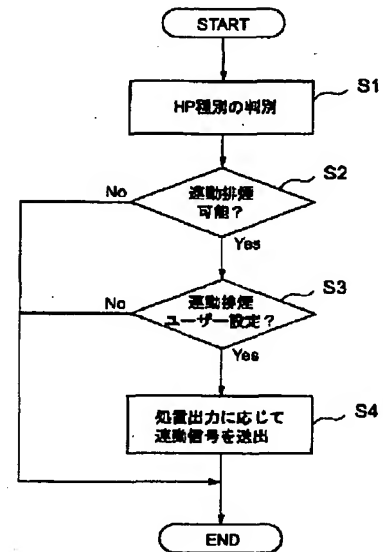 START
S1
HP種別の判別
S2
No
連動排煙
可能?
Yes
S3
No
連動排煙
ユーザー設定?
Yes
S4
処置出力に応じて
連動信号を送出
END